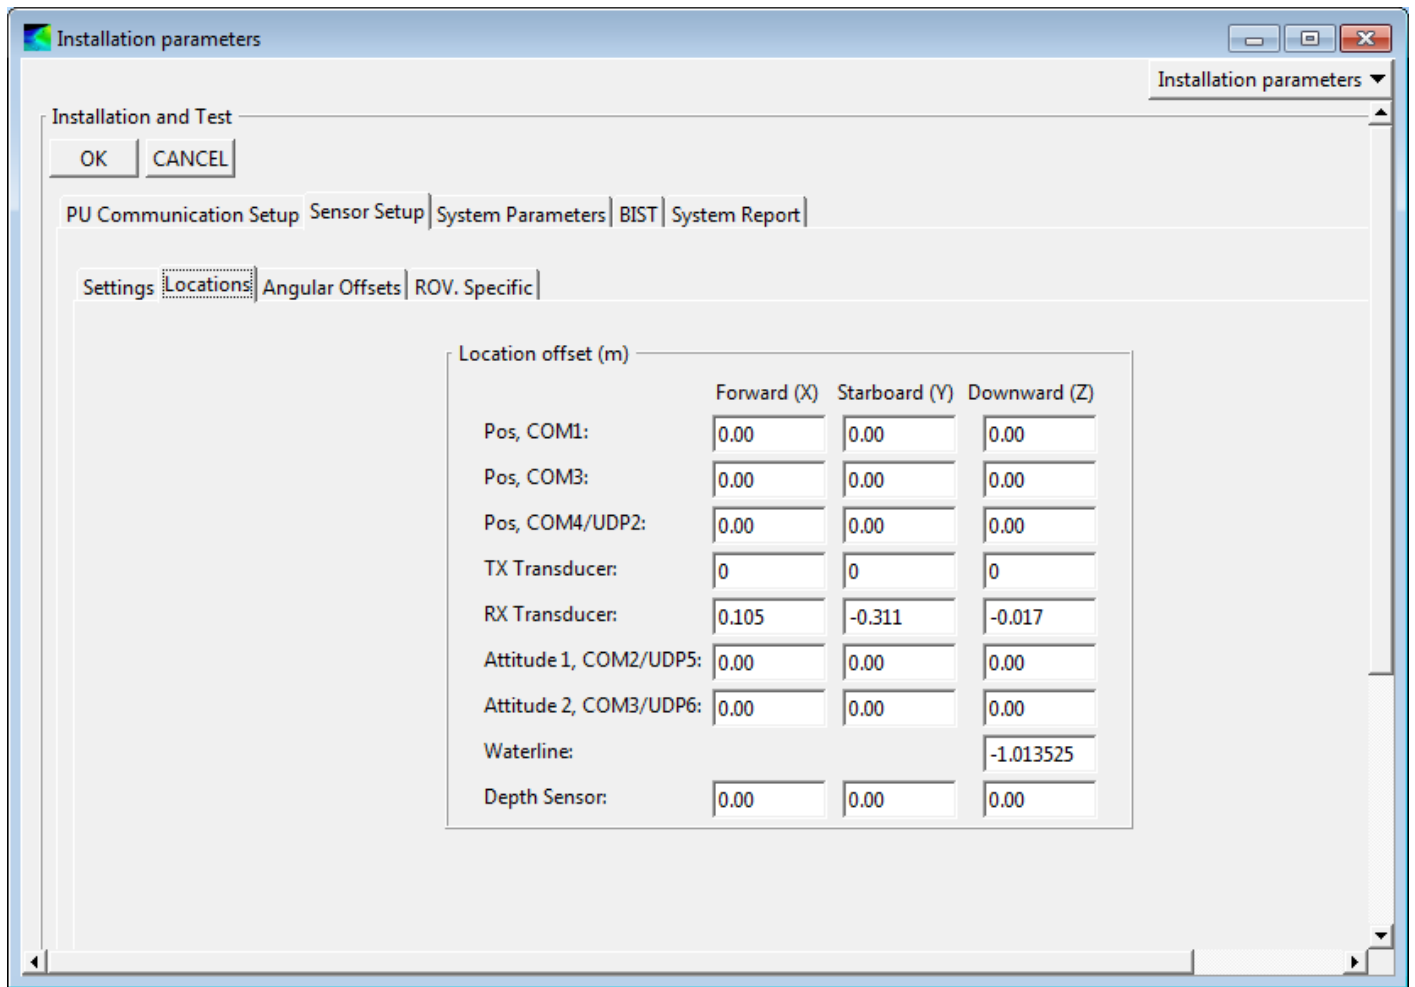 Installation parameters
Installation parameters
Installation and Test
OK CANCEL
PU Communication Setup Sensor Setup System Parameters BIST System Report
Settings Locations Angular Offsets ROV. Specific
Location offset (m)
Forward (X) Starboard (Y) Downward (Z)
Pos, COM1: 0.00 0.00 0.00
Pos, COM3: 0.00 0.00 0.00
Pos, COM4/UDP2: 0.00 0.00 0.00
TX Transducer: 0 0 0
RX Transducer: 0.105 -0.311 -0.017
Attitude 1, COM2/UDP5: 0.00 0.00 0.00
Attitude 2, COM3/UDP6: 0.00 0.00 0.00
Waterline: -1.013525
Depth Sensor: 0.00 0.00 0.00